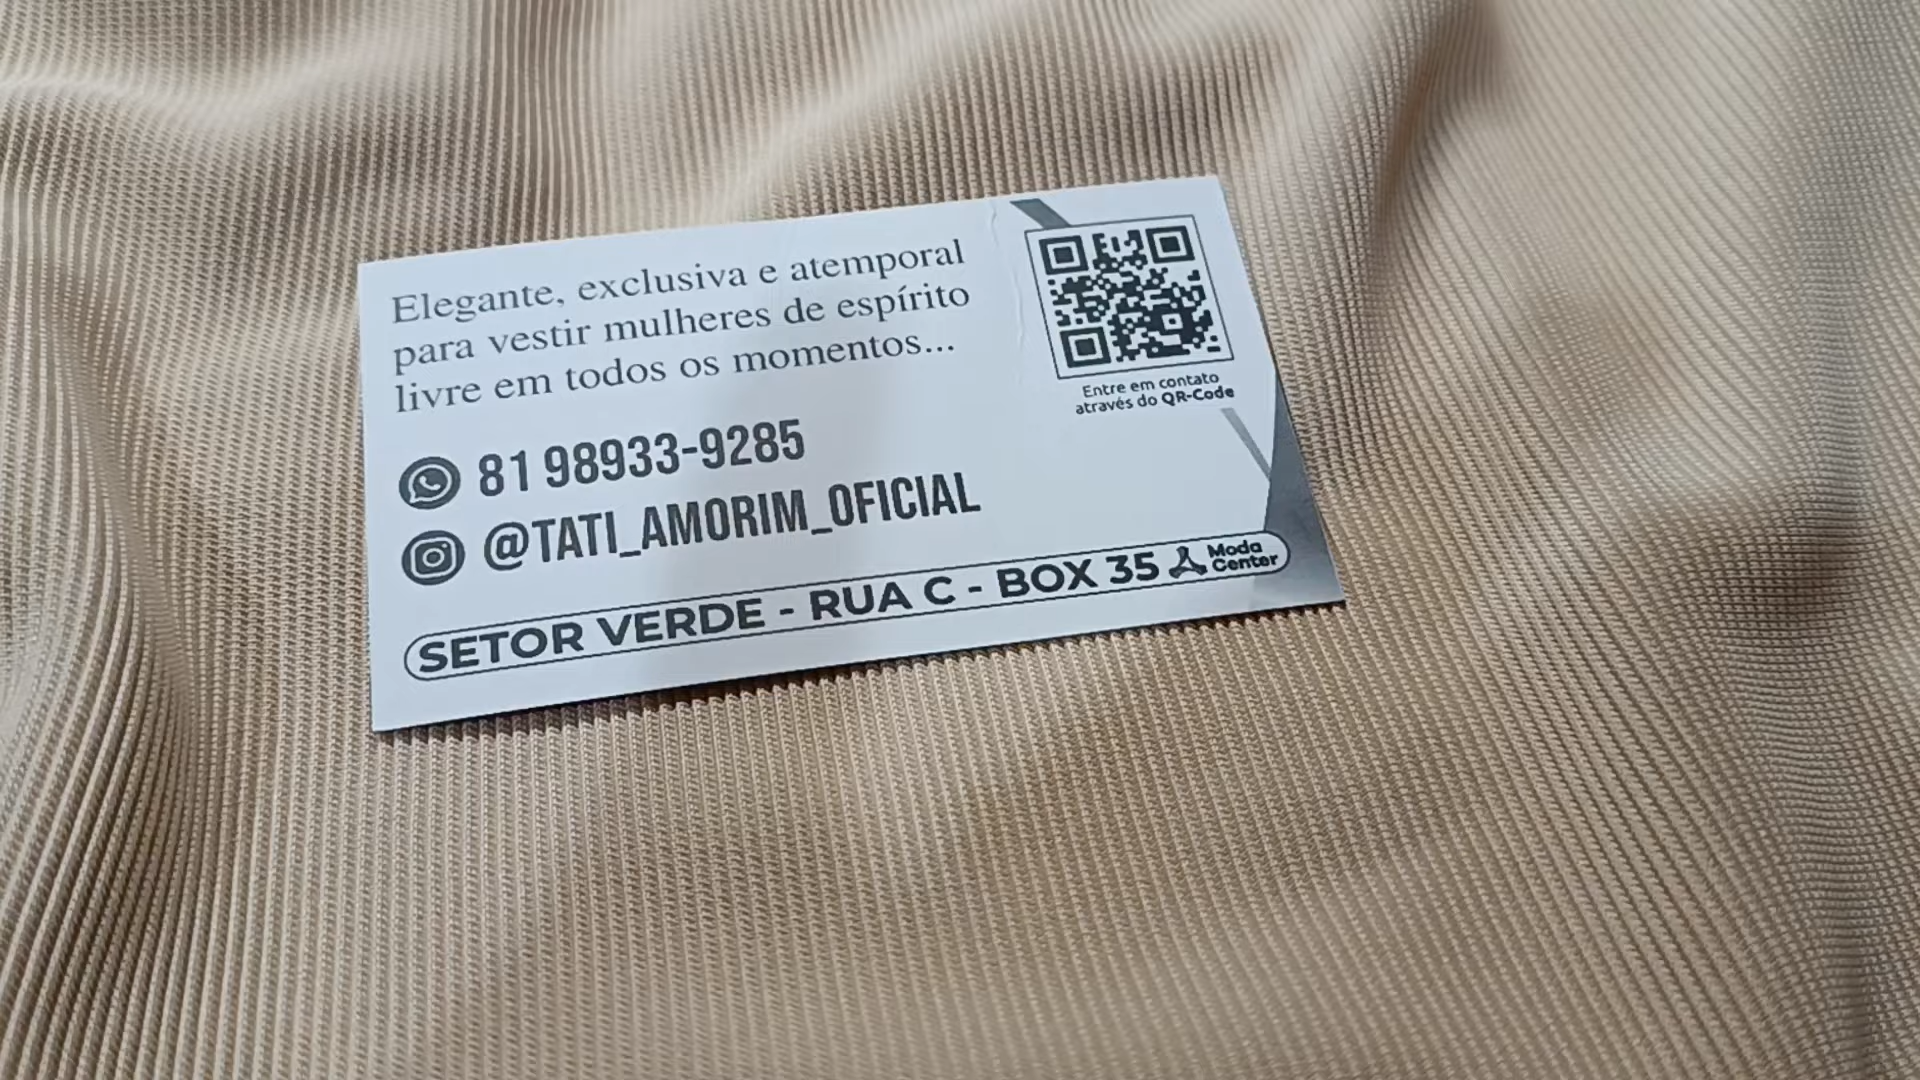 Elegante, exclusiva e atemporal
para vestir mulheres de espírito
livre em todos os momentos...
81 98933-9285
@TATI_AMORIM_OFICIAL
SETOR VERDE - RUA C - BOX 35
Moda
Center
Entre em contato
através do QR-Code